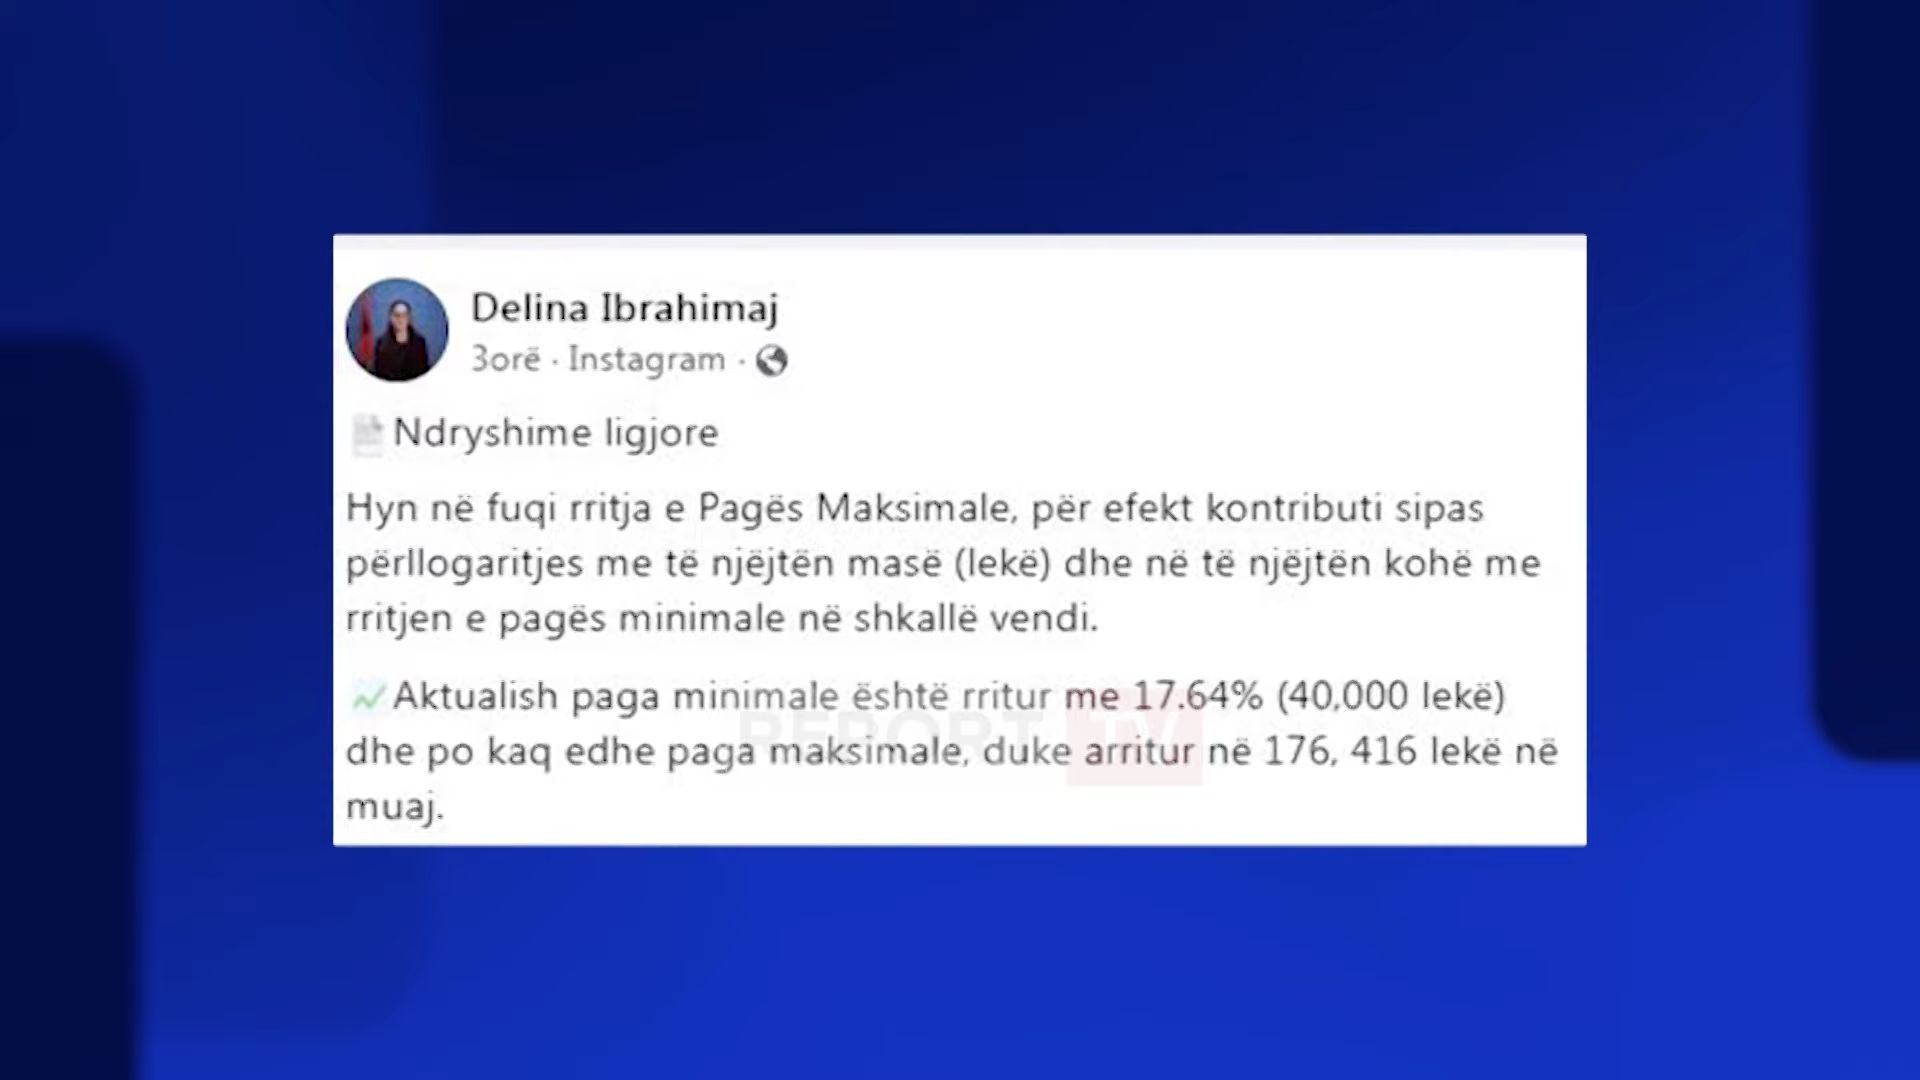 Delina Ibrahimaj
3orë · Instagram ·
Ndryshime ligjore
Hyn në fuqi rritja e Pagës Maksimale, për efekt kontributi sipas
përllogaritjes me të njëjtën masë (lekë) dhe në të njëjtën kohë me
rritjen e pagës minimale në shkallë vendi.
Aktualish paga minimale është rritur me 17.64% (40,000 lekë)
REPORT TV
dhe po kaq edhe paga maksimale, duke arritur në 176, 416 lekë në
muaj.